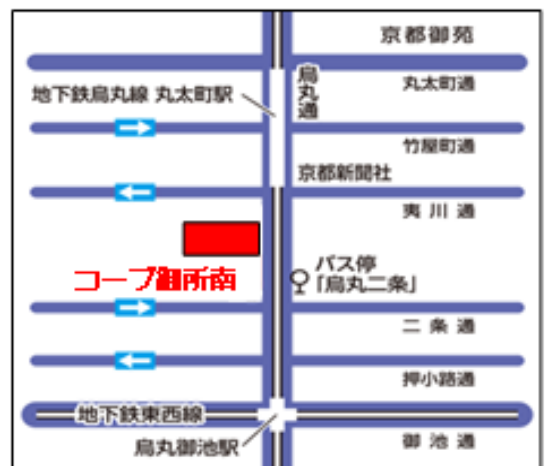 京都御苑
烏丸通
丸太町通
地下鉄烏丸線 丸太町駅
竹屋町通
京都新聞社
夷川通
コープ御所南
バス停
「烏丸二条」
二条通
押小路通
地下鉄東西線
烏丸御池駅
御池通